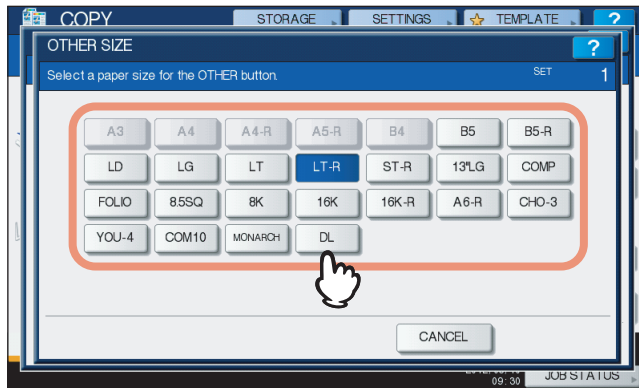 COPY STORAGE SETTINGS TEMPLATE ?
OTHER SIZE ?
Select a paper size for the OTHER button. SET 1
A3 A4 A4-R A5-R B4 B5 B5-R
LD LG LT LT-R ST-R 13"LG COMP
FOLIO 8.5SQ 8K 16K 16K-R A6-R CHO-3
YOU-4 COM10 MONARCH DL
CANCEL
09:30 JOB STATUS